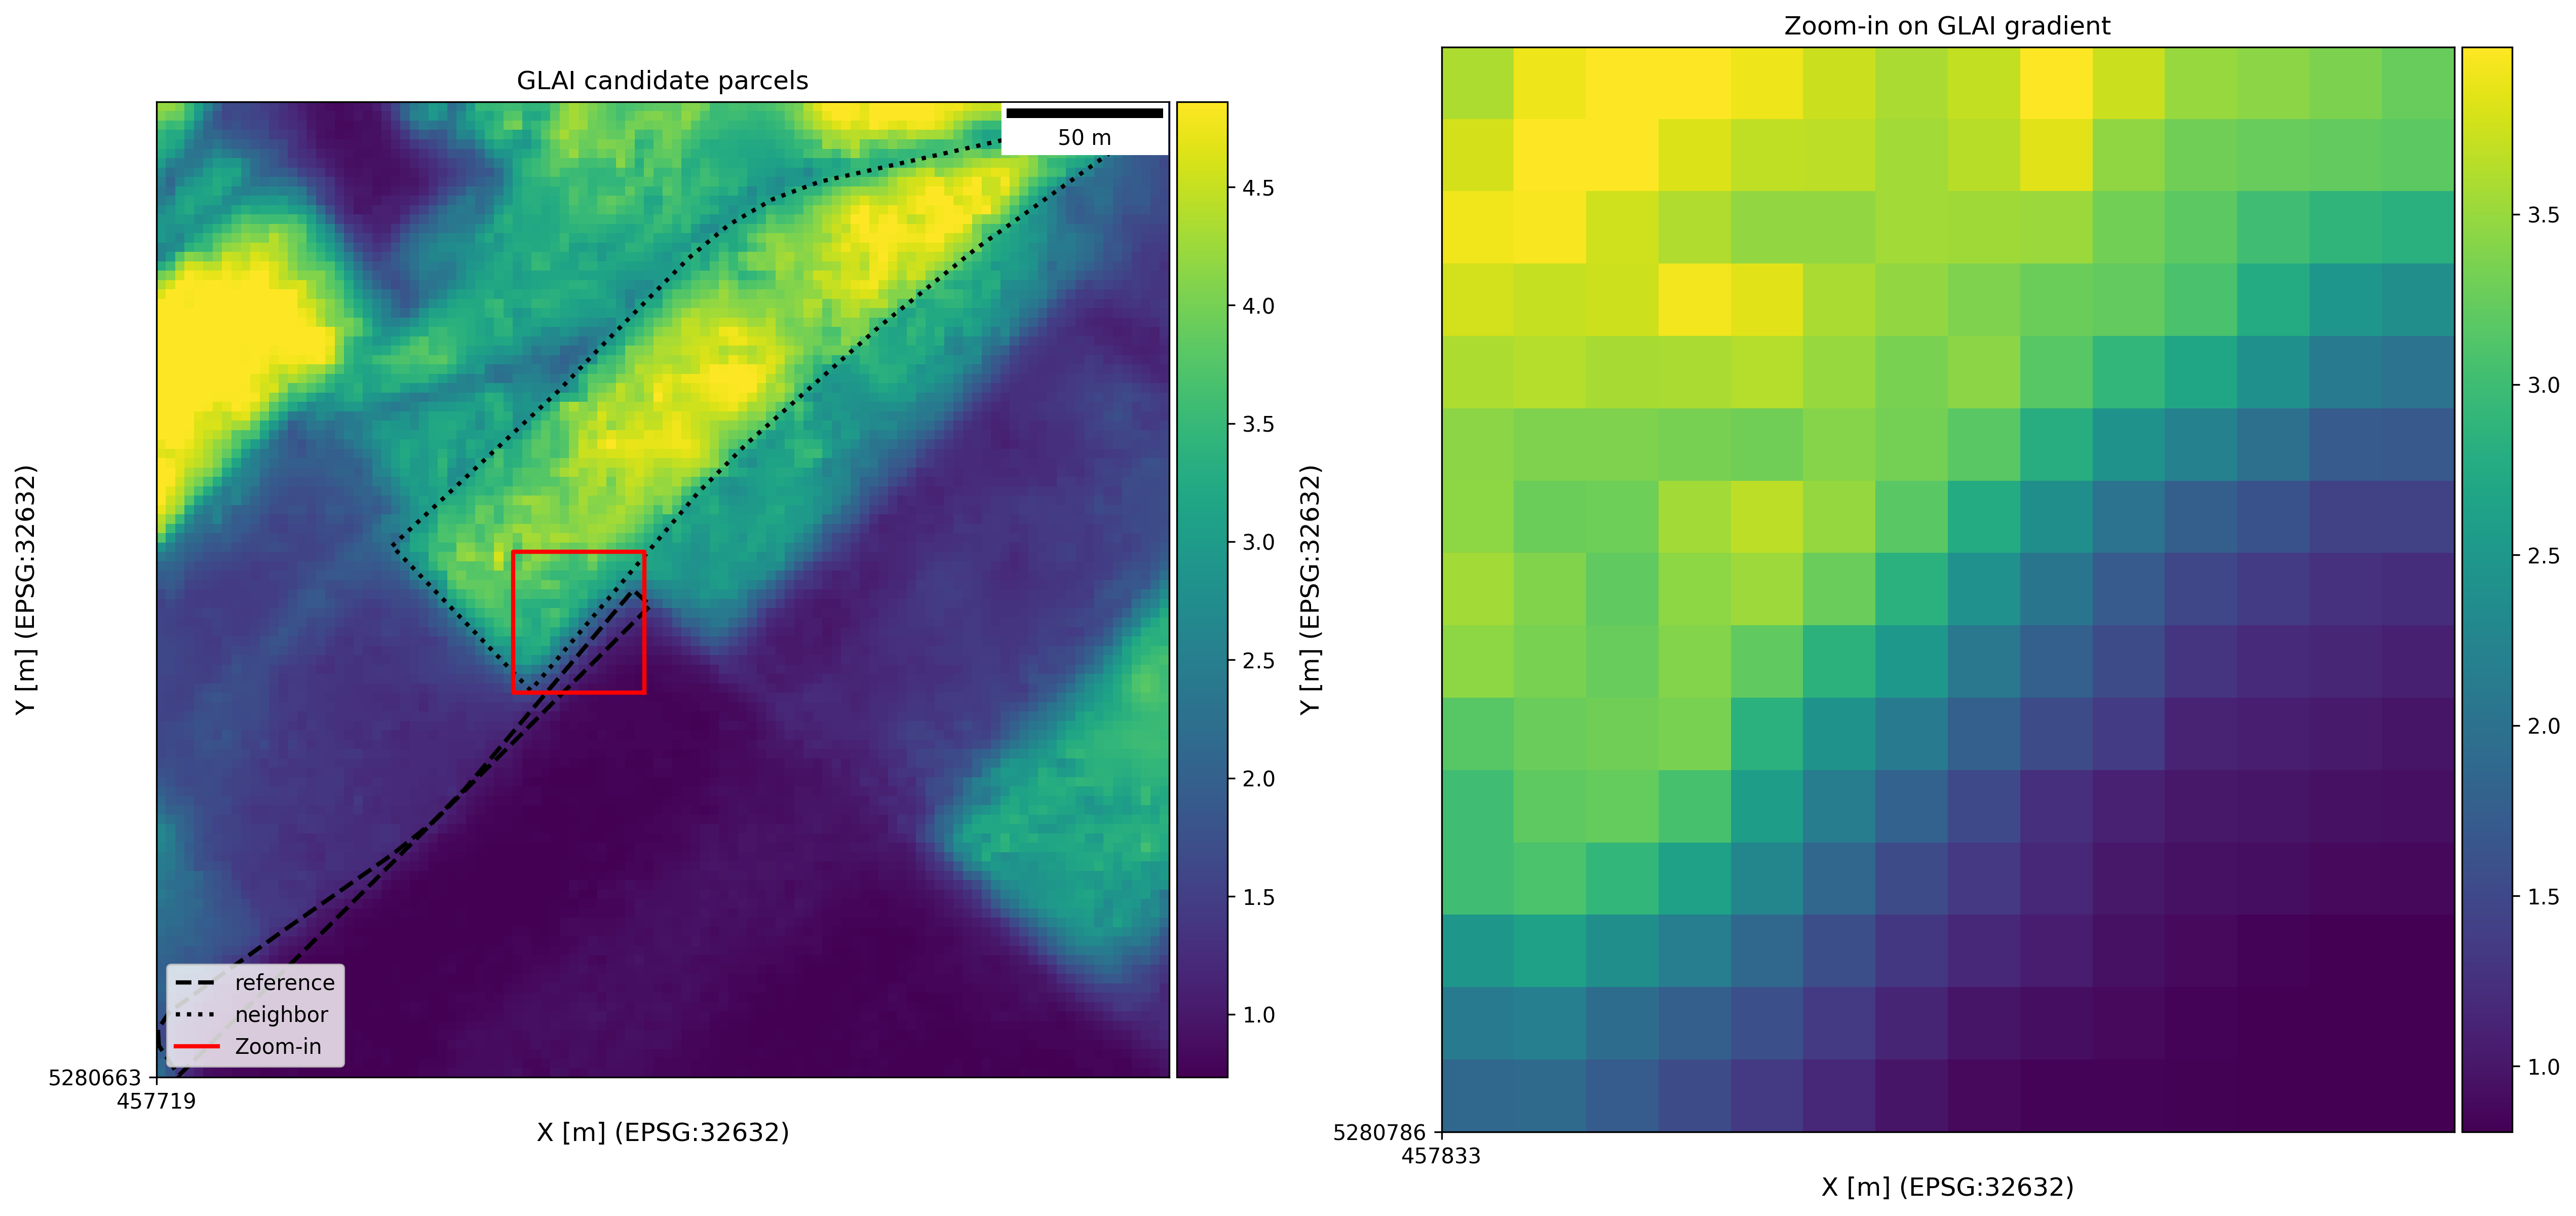 GLAI candidate parcels
50 m
4.5
4.0
3.5
3.0
2.5
2.0
1.5
1.0
Y [m] (EPSG:32632)
reference
neighbor
Zoom-in
5280663
457719
X [m] (EPSG:32632)
Zoom-in on GLAI gradient
3.5
3.0
2.5
2.0
1.5
1.0
Y [m] (EPSG:32632)
5280786
457833
X [m] (EPSG:32632)